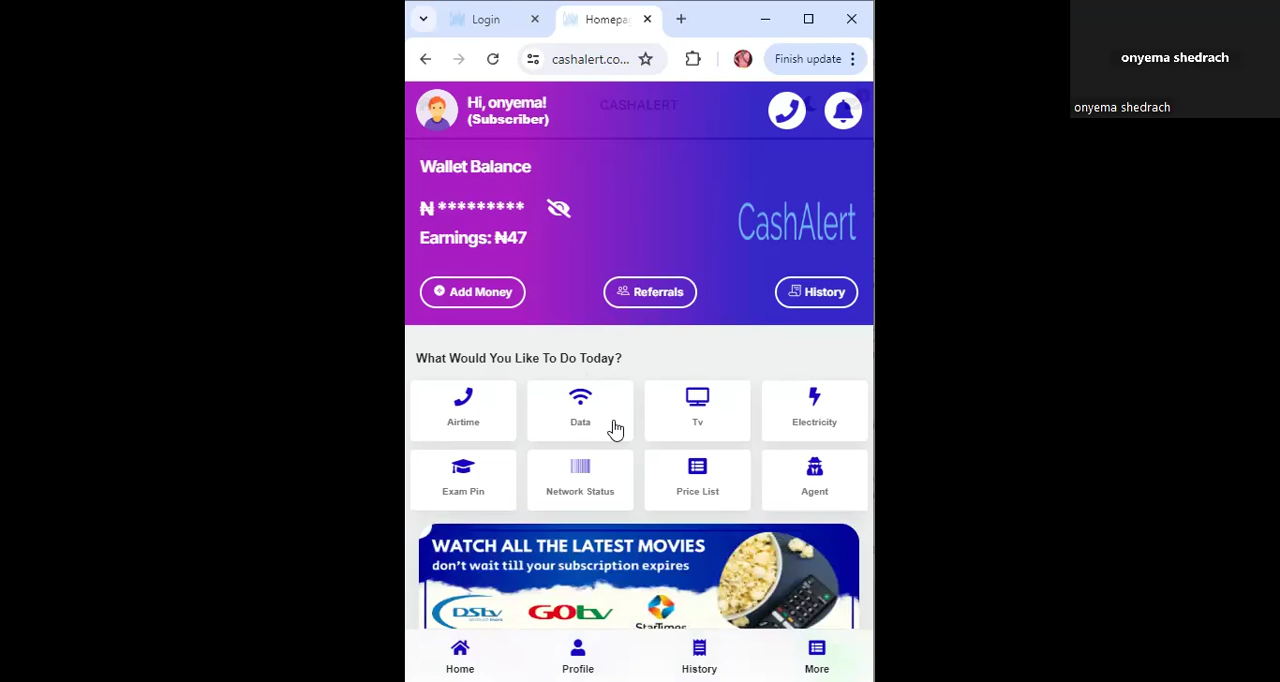 Login
Homepa
cashalert.co...
Finish update
onyema shedrach
onyema shedrach
Hi, onyema!
(Subscriber)
CASHALERT
Wallet Balance
₦ *********
Earnings: ₦47
CashAlert
Add Money
Referrals
History
What Would You Like To Do Today?
Airtime
Data
Tv
Electricity
Exam Pin
Network Status
Price List
Agent
WATCH ALL THE LATEST MOVIES
don't wait till your subscription expires
DStv
GOtv
StarTimes
Home
Profile
History
More